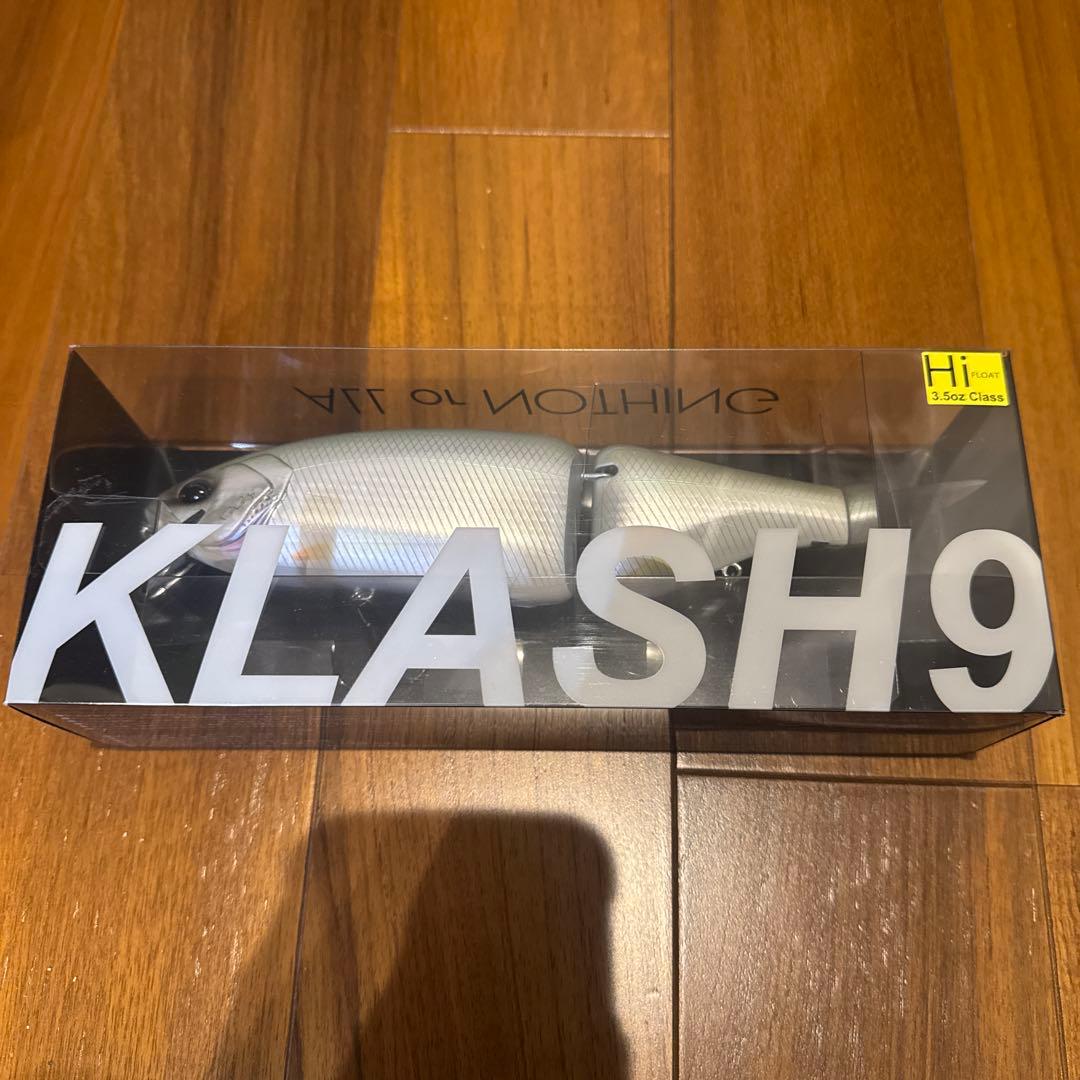 Hi FLOAT
3.5oz Class
ALL or NOTHING
KLASH9